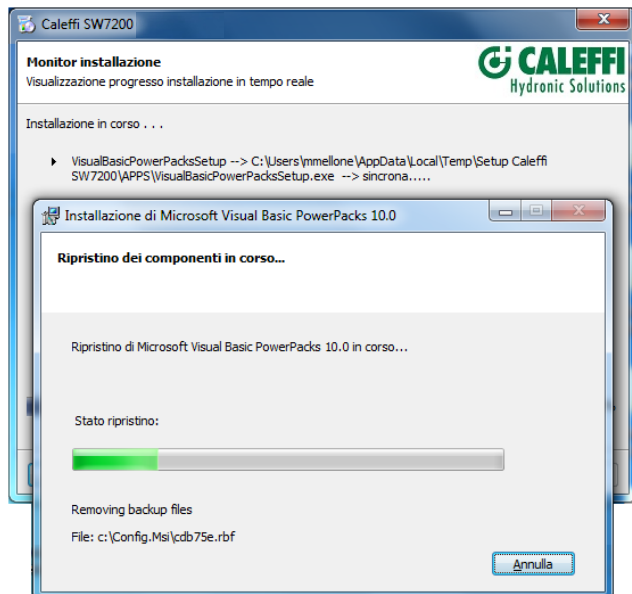 Caleffi SW7200
Monitor installazione
Visualizzazione progresso installazione in tempo reale
CALEFFI
Hydronic Solutions
Installazione in corso . . .
VisualBasicPowerPacksSetup --> C:\Users\mmellone\AppData\Local\Temp\Setup Caleffi
SW7200\APPS\VisualBasicPowerPacksSetup.exe --> sincrona.....
Installazione di Microsoft Visual Basic PowerPacks 10.0
Ripristino dei componenti in corso...
Ripristino di Microsoft Visual Basic PowerPacks 10.0 in corso...
Stato ripristino:
Removing backup files
File: c:\Config.Msi\cdb75e.rbf
Annulla